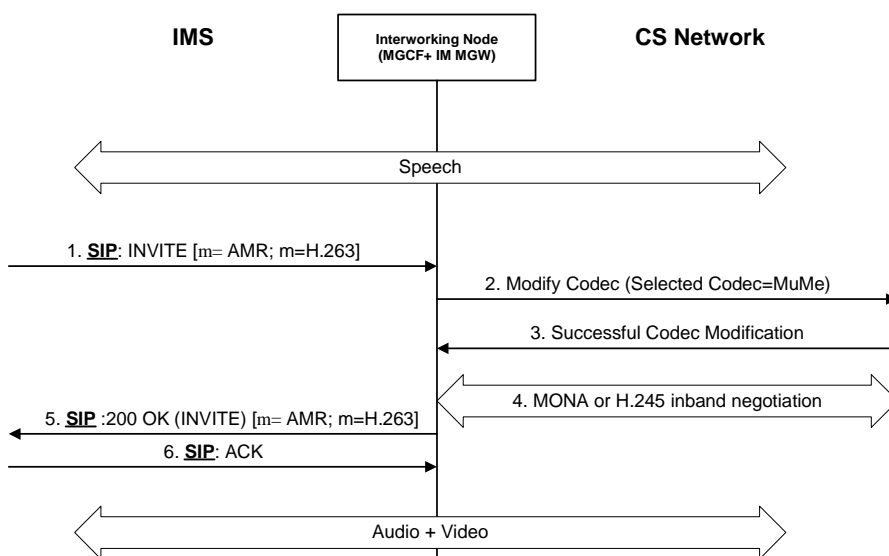 IMS
Interworking Node
(MGCF+ IM MGW)
CS Network
Speech
1. SIP: INVITE [m= AMR; m=H.263]
2. Modify Codec (Selected Codec=MuMe)
3. Successful Codec Modification
4. MONA or H.245 inband negotiation
5. SIP :200 OK (INVITE) [m= AMR; m=H.263]
6. SIP: ACK
Audio + Video